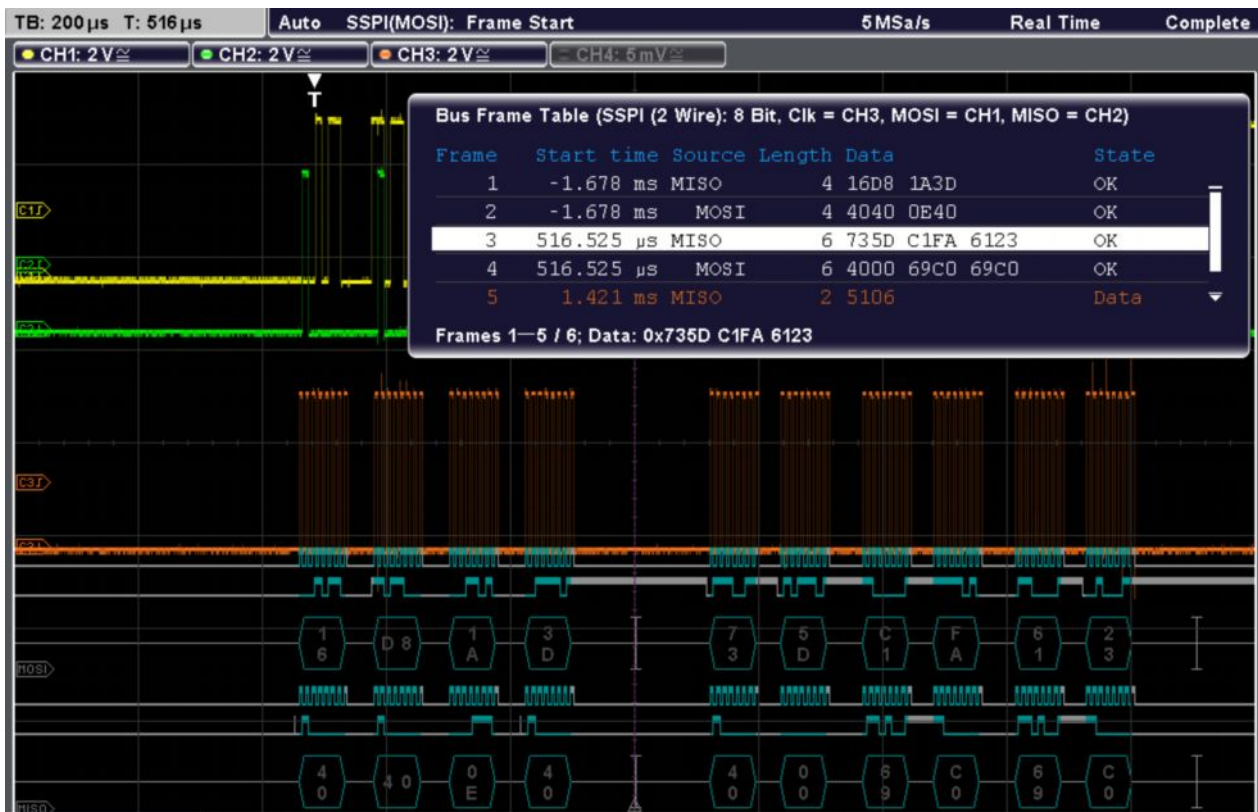 TB: 200 µs T: 516 µs Auto SSPI(MOSI): Frame Start 5 MSa/s Real Time Complete
CH1: 2 V≅ CH2: 2 V≅ CH3: 2 V≅ CH4: 5 mV≅
T
Bus Frame Table (SSPI (2 Wire): 8 Bit, Clk = CH3, MOSI = CH1, MISO = CH2)
Frame Start time Source Length Data State
1 -1.678 ms MISO 4 16D8 1A3D OK
2 -1.678 ms MOSI 4 4040 0E40 OK
3 516.525 µs MISO 6 735D C1FA 6123 OK
4 516.525 µs MOSI 6 4000 69C0 69C0 OK
5 1.421 ms MISO 2 5106 Data
Frames 1—5 / 6; Data: 0x735D C1FA 6123
C1
C2
C3
16 D8 1A 3D 73 5D C1 FA 61 23
MOSI
40 40 0E 40 40 00 69 C0 69 C0
MISO